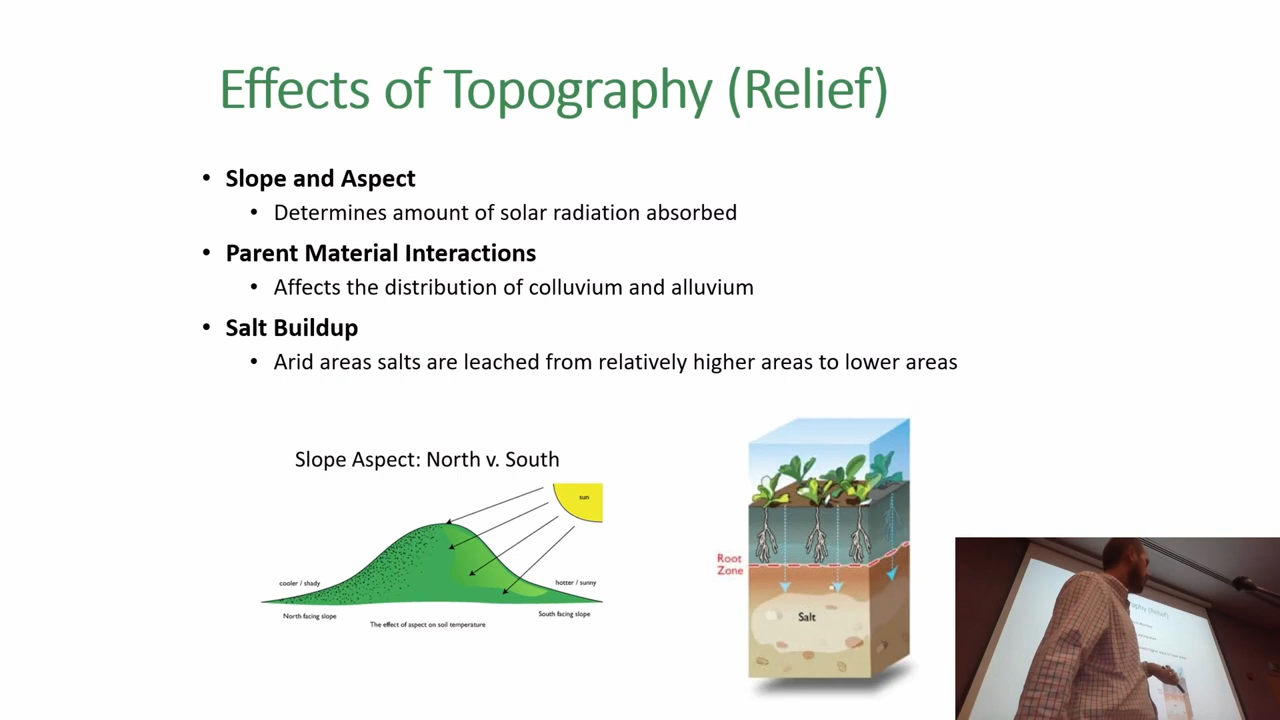 Effects of Topography (Relief)
• Slope and Aspect
• Determines amount of solar radiation absorbed
• Parent Material Interactions
• Affects the distribution of colluvium and alluvium
• Salt Buildup
• Arid areas salts are leached from relatively higher areas to lower areas
Slope Aspect: North v. South
sun
cooler / shady
hotter / sunny
North facing slope
South facing slope
The effect of aspect on soil temperature
Root
Zone
Salt